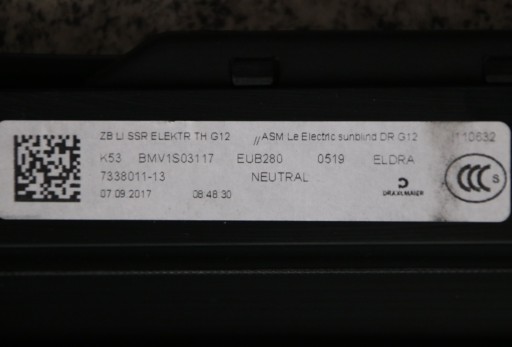 ZB LI SSR ELEKTR TH G12 //ASM Le Electric sunblind DR G12 1110632
K53 BMV1S03117 EUB280 0519 ELDRA
7338011-13 NEUTRAL
07.09.2017 08:48:30 DRÄXLMAIER
CCC S